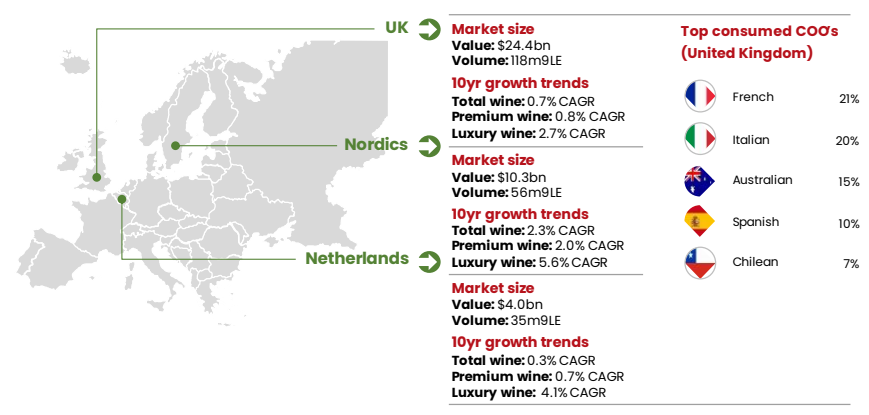 UK
Market size
Value: $24.4bn
Volume: 118m9LE
10yr growth trends
Total wine: 0.7% CAGR
Premium wine: 0.8% CAGR
Luxury wine: 2.7% CAGR
Nordics
Market size
Value: $10.3bn
Volume: 56m9LE
10yr growth trends
Total wine: 2.3% CAGR
Premium wine: 2.0% CAGR
Luxury wine: 5.6% CAGR
Netherlands
Market size
Value: $4.0bn
Volume: 35m9LE
10yr growth trends
Total wine: 0.3% CAGR
Premium wine: 0.7% CAGR
Luxury wine: 4.1% CAGR
Top consumed COO's
(United Kingdom)
French 21%
Italian 20%
Australian 15%
Spanish 10%
Chilean 7%